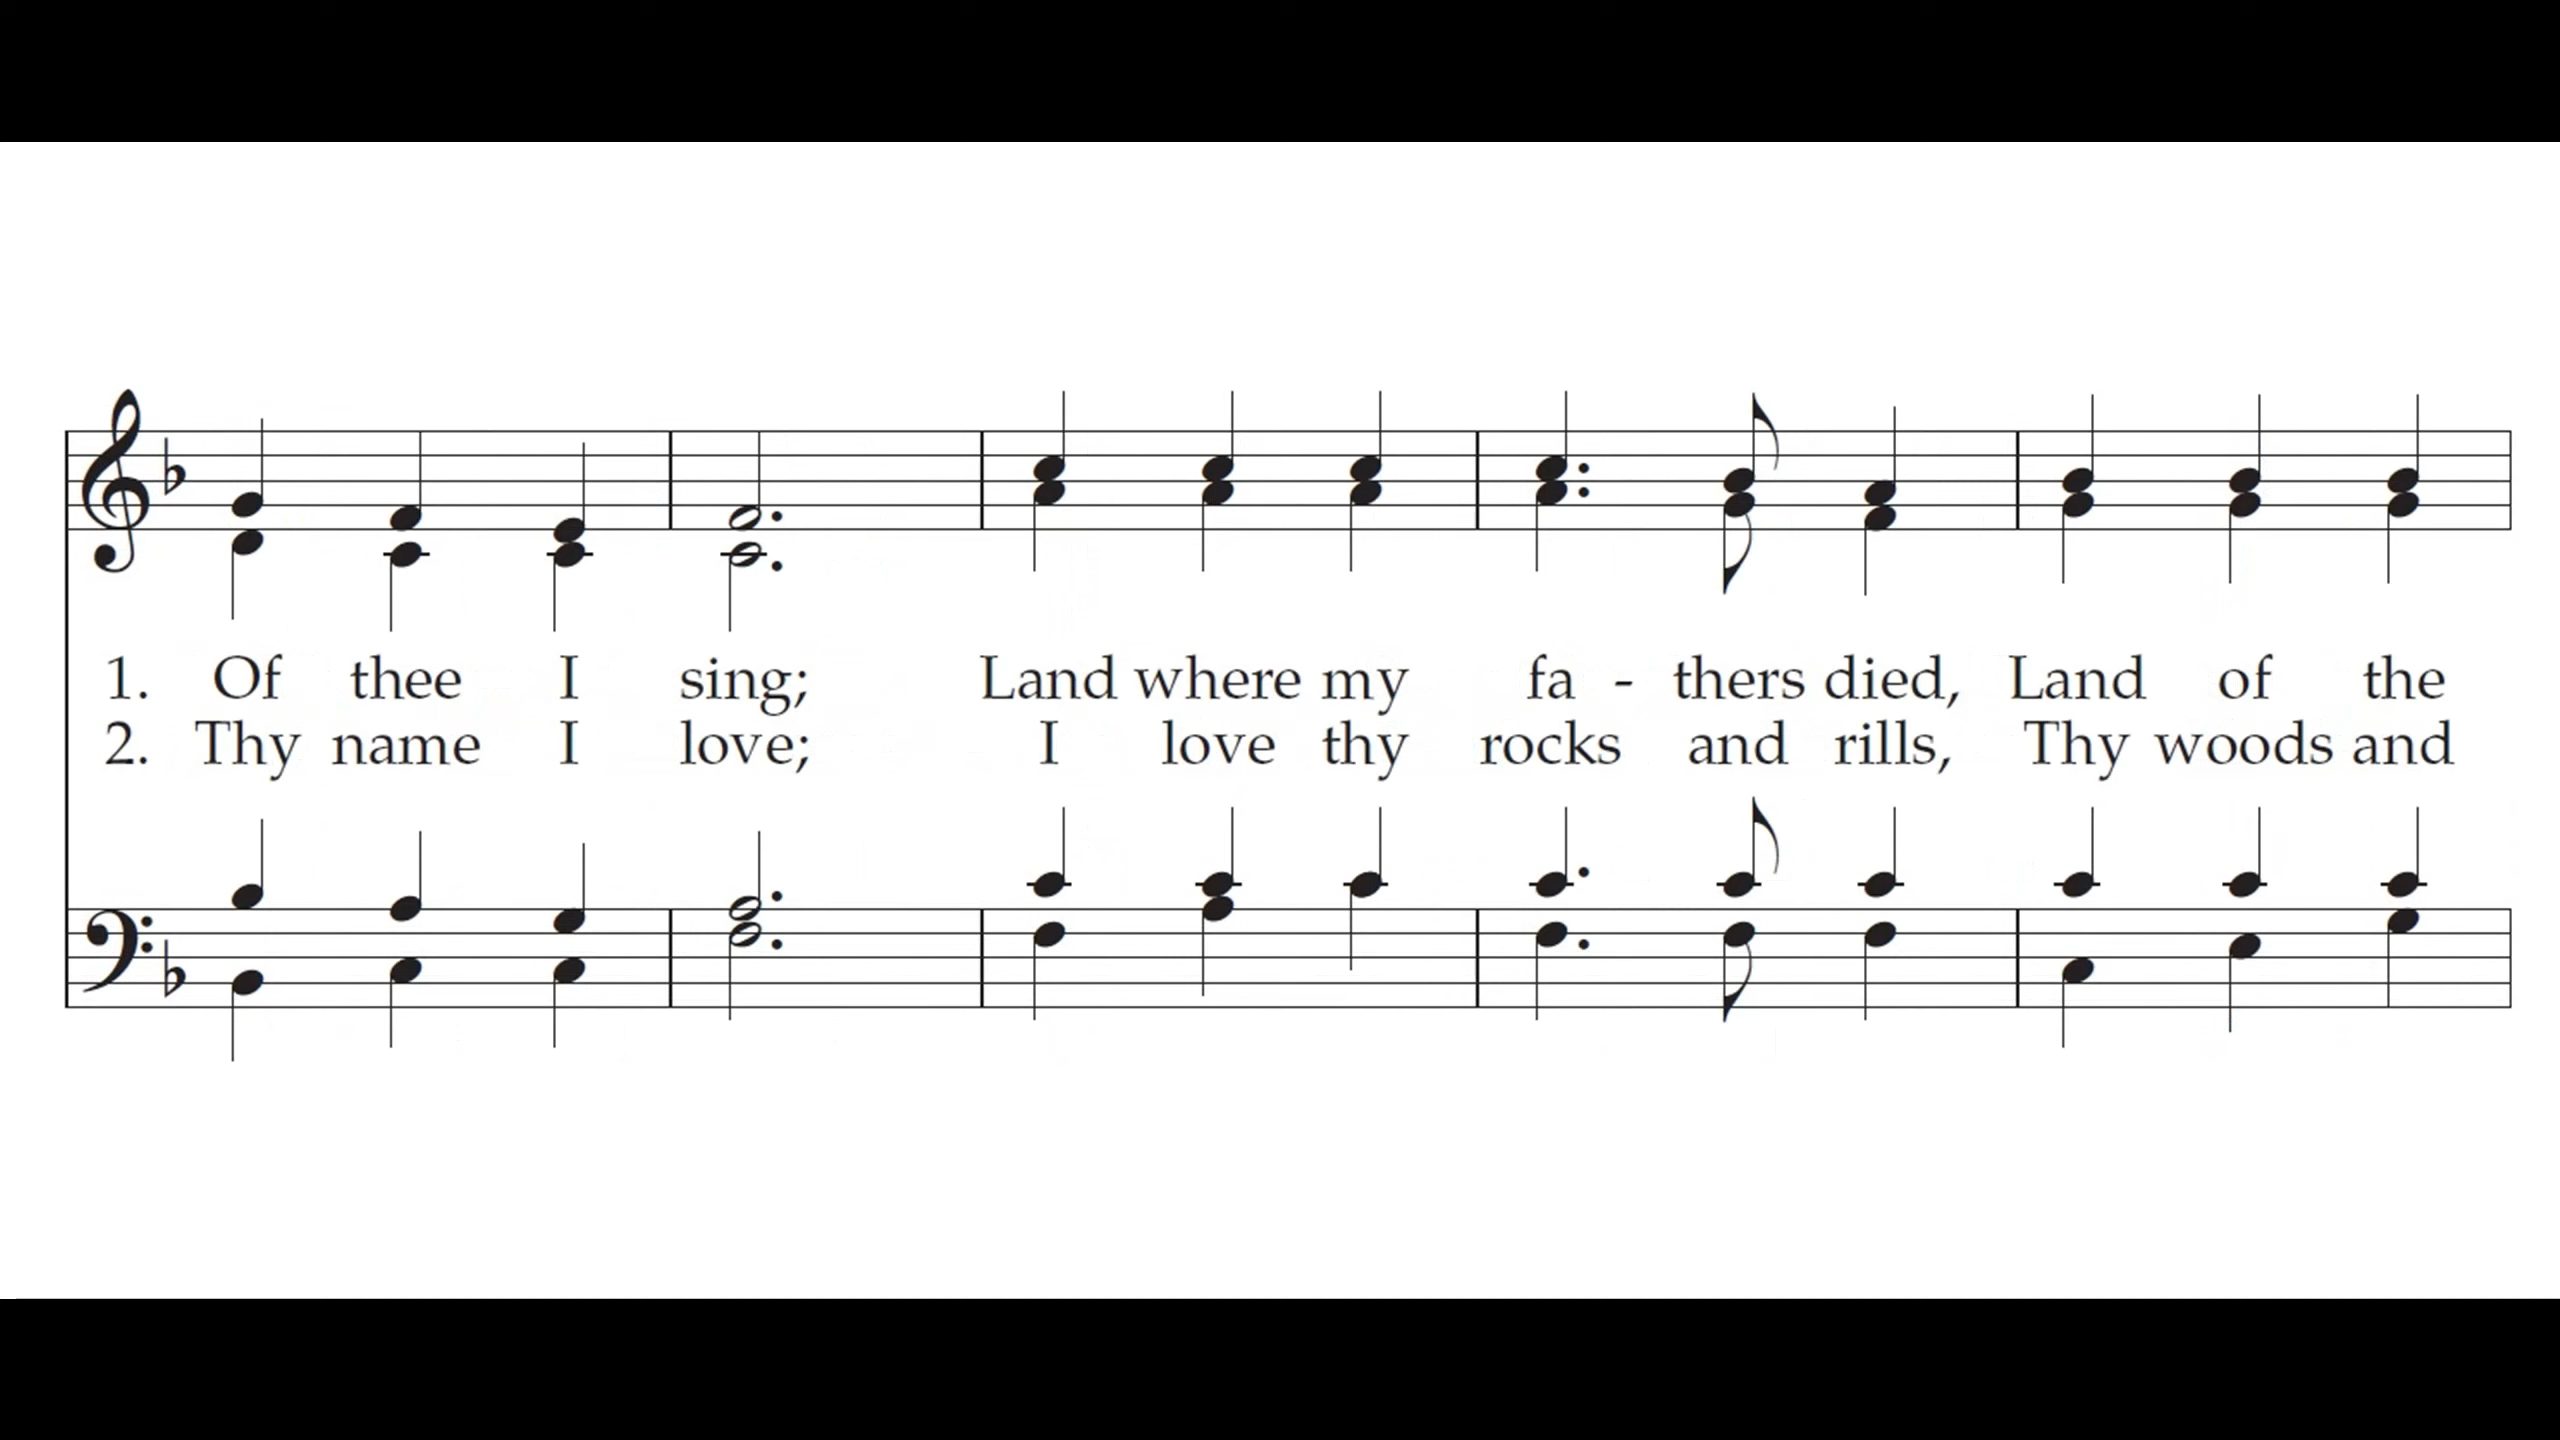 1. Of thee I sing; Land where my fa - thers died, Land of the
2. Thy name I love; I love thy rocks and rills, Thy woods and